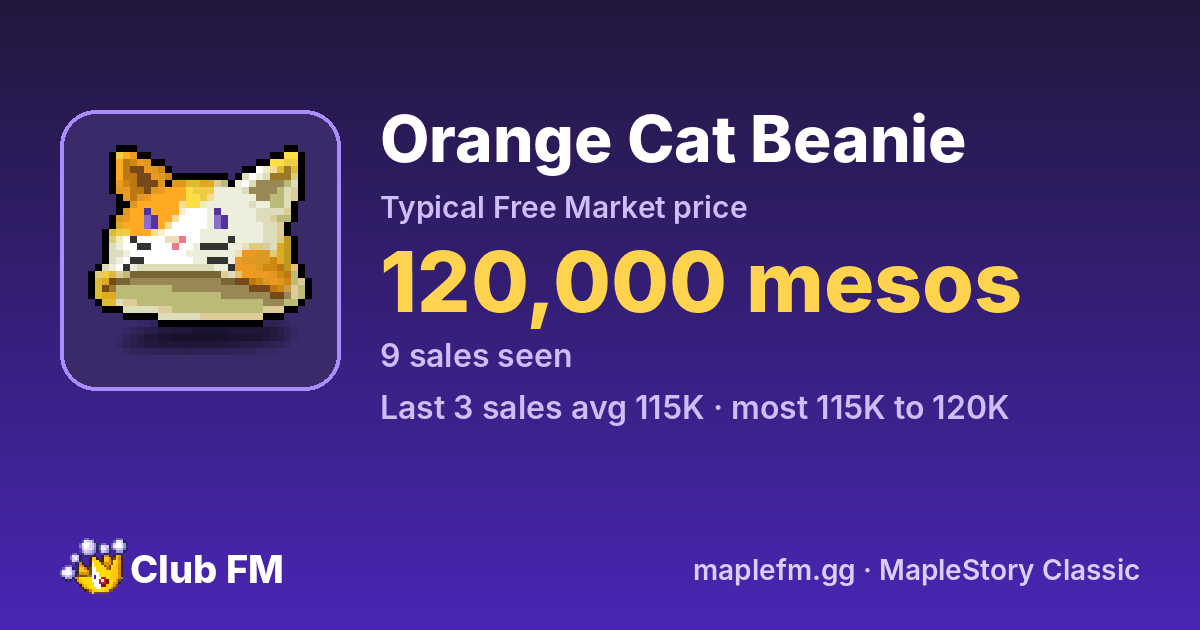 Orange Cat Beanie
Typical Free Market price
120,000 mesos
9 sales seen
Last 3 sales avg 115K · most 115K to 120K
Club FM
maplefm.gg · MapleStory Classic